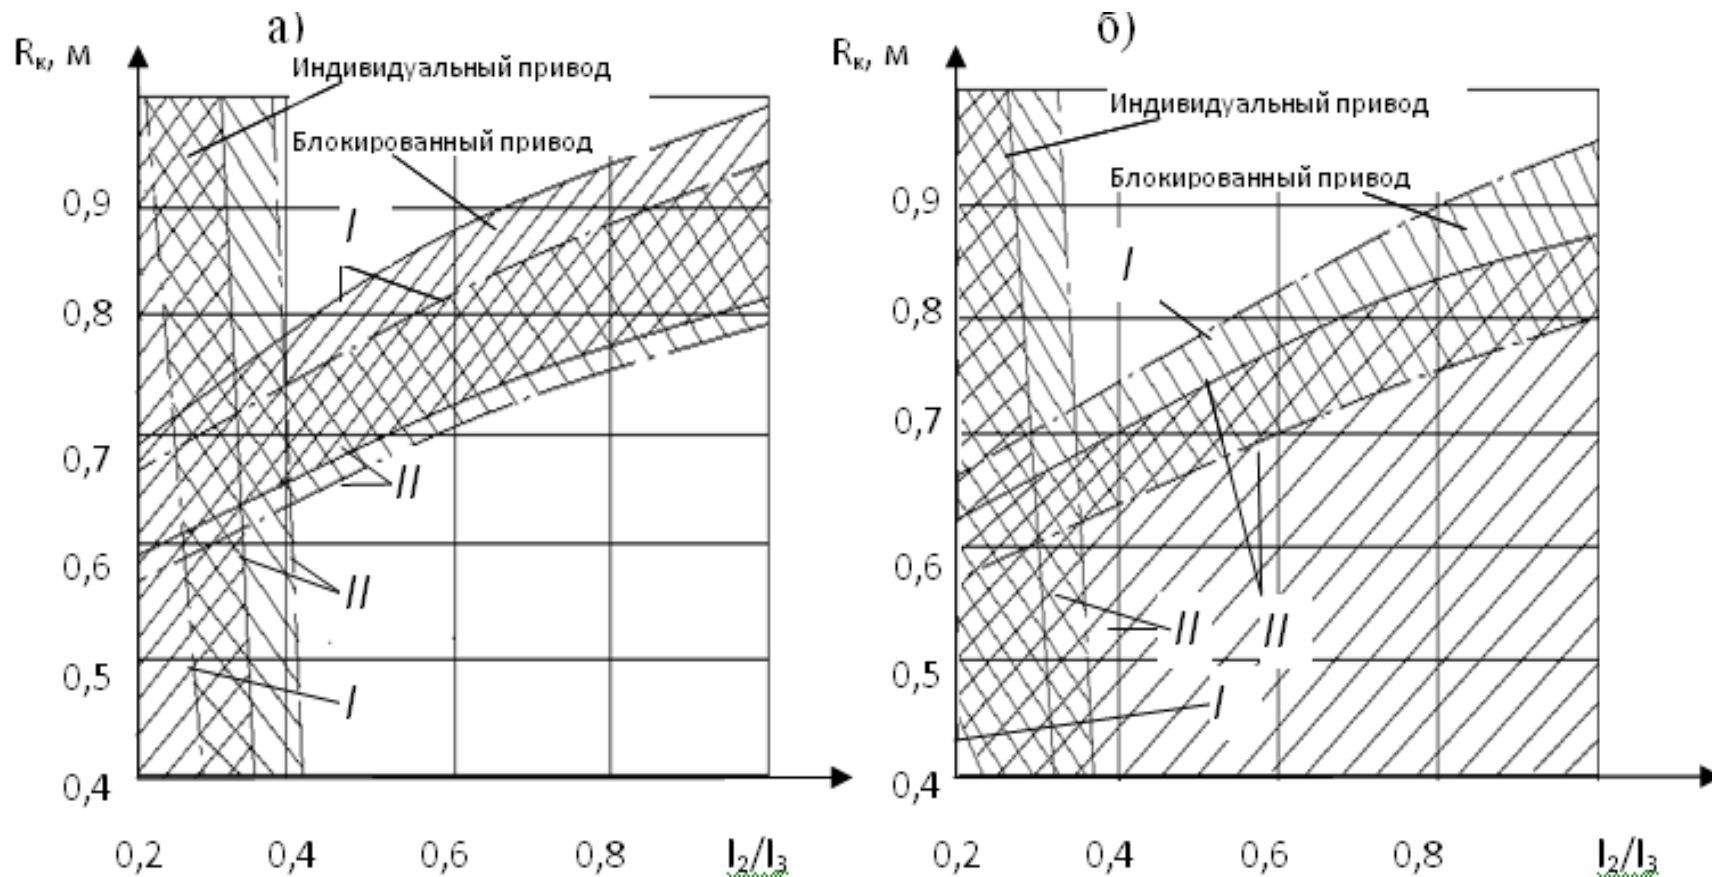 а)
Rк, м
Индивидуальный привод
Блокированный привод
0,9
I
0,8
0,7
II
0,6
II
0,5
I
0,4
0,2 0,4 0,6 0,8 l2/l3
б)
Rк, м
Индивидуальный привод
Блокированный привод
0,9
I
0,8
0,7
0,6
II II
0,5
I
0,4
0,2 0,4 0,6 0,8 l2/l3